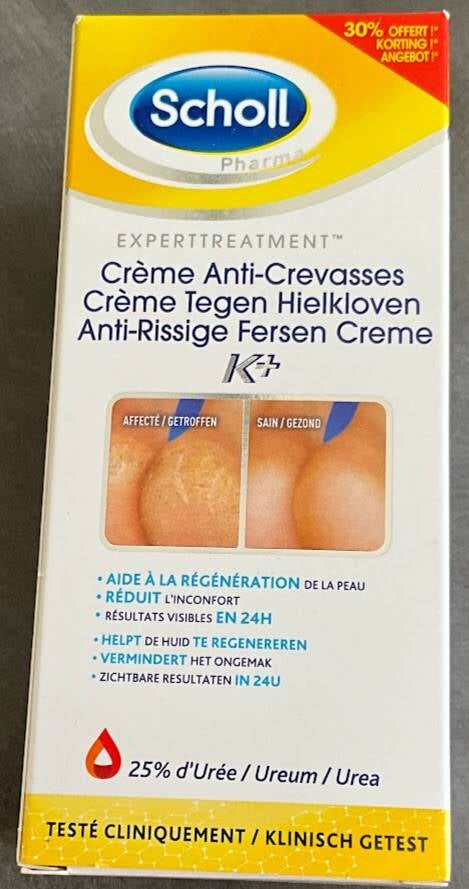 30% OFFERT !*
KORTING !*
ANGEBOT !*
Scholl
Pharma
EXPERTTREATMENT™
Crème Anti-Crevasses
Crème Tegen Hielkloven
Anti-Rissige Fersen Creme
K+
AFFECTÉ / GETROFFEN
SAIN / GEZOND
• AIDE À LA RÉGÉNÉRATION DE LA PEAU
• RÉDUIT L'INCONFORT
• RÉSULTATS VISIBLES EN 24H
• HELPT DE HUID TE REGENEREREN
• VERMINDERT HET ONGEMAK
• ZICHTBARE RESULTATEN IN 24U
25% d'Urée / Ureum / Urea
TESTÉ CLINIQUEMENT / KLINISCH GETEST